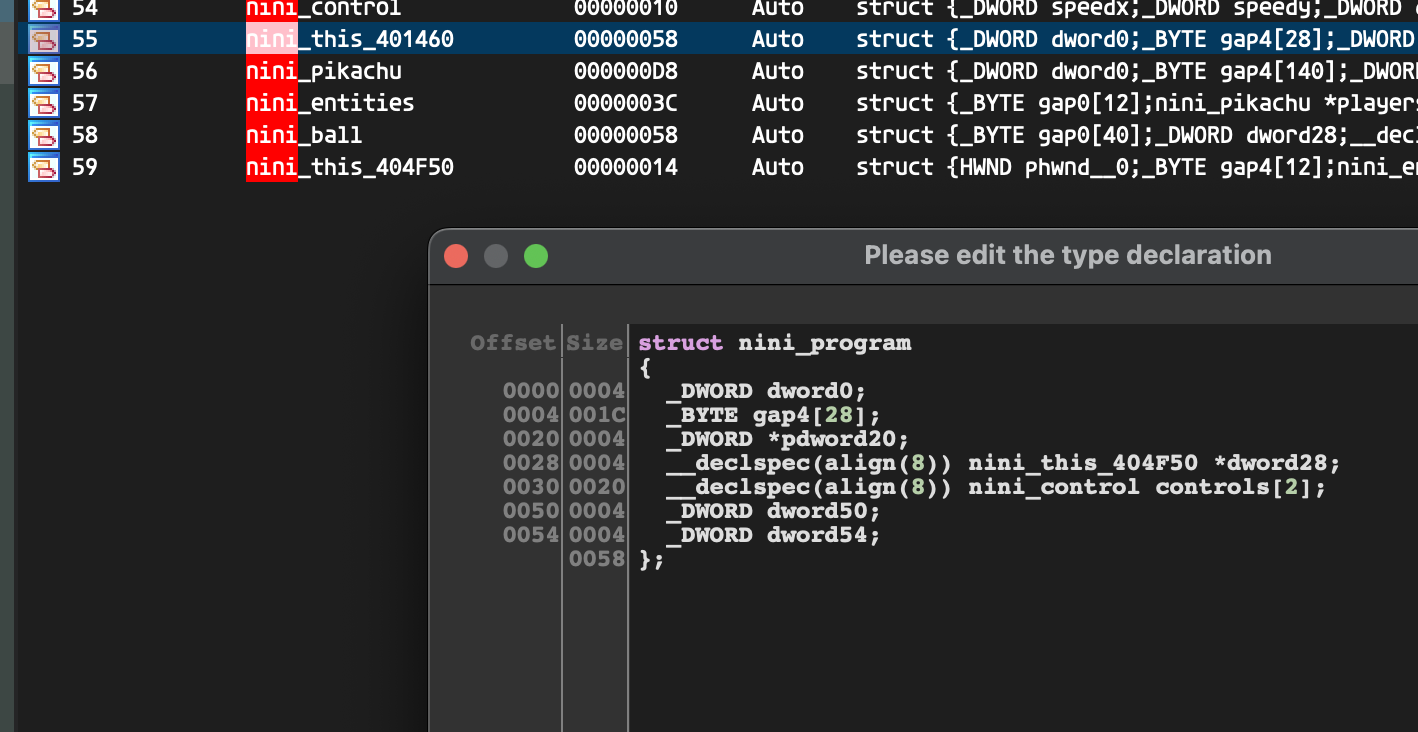 54 nini_control 00000010 Auto struct {_DWORD speedx;_DWORD speedy;_DWORD
55 nini_this_401460 00000058 Auto struct {_DWORD dword0;_BYTE gap4[28];_DWORD
56 nini_pikachu 000000D8 Auto struct {_DWORD dword0;_BYTE gap4[140];_DWOR
57 nini_entities 0000003C Auto struct {_BYTE gap0[12];nini_pikachu *players
58 nini_ball 00000058 Auto struct {_BYTE gap0[40];_DWORD dword28;__decl
59 nini_this_404F50 00000014 Auto struct {HWND phwnd__0;_BYTE gap4[12];nini_e
Please edit the type declaration
Offset Size struct nini_program
{
0000 0004 _DWORD dword0;
0004 001C _BYTE gap4[28];
0020 0004 _DWORD *pdword20;
0028 0004 __declspec(align(8)) nini_this_404F50 *dword28;
0030 0020 __declspec(align(8)) nini_control controls[2];
0050 0004 _DWORD dword50;
0054 0004 _DWORD dword54;
0058 };